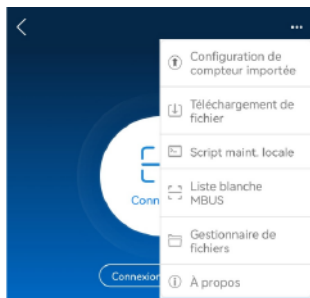 Configuration de
compteur importée
Téléchargement de
fichier
Script maint. locale
Liste blanche
MBUS
Conn
Gestionnaire de
fichiers
Connexion
À propos